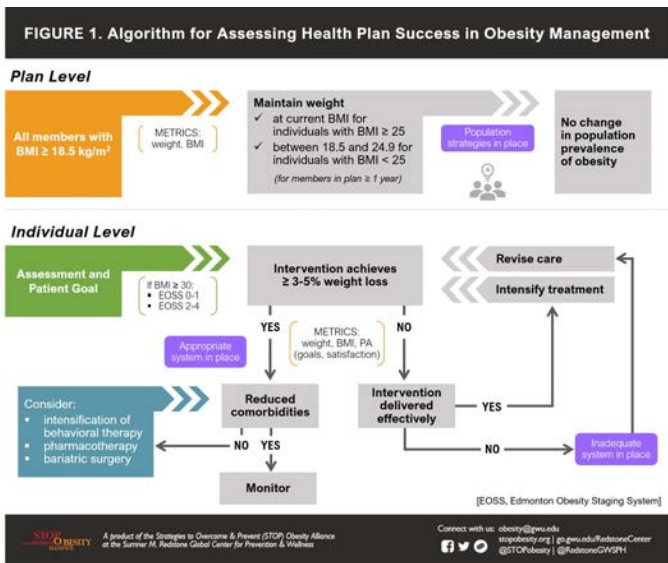 FIGURE 1. Algorithm for Assessing Health Plan Success in Obesity Management
Plan Level
All members with
BMI ≥ 18.5 kg/m²
METRICS:
weight, BMI
Maintain weight
✓ at current BMI for
individuals with BMI ≥ 25
✓ between 18.5 and 24.9 for
individuals with BMI < 25
(for members in plan ≥ 1 year)
Population
strategies in place
No change
in population
prevalence
of obesity
Individual Level
Assessment and
Patient Goal
If BMI ≥ 30:
▪ EOSS 0-1
▪ EOSS 2-4
Intervention achieves
≥ 3-5% weight loss
Revise care
Intensify treatment
YES
NO
Appropriate
system in place
METRICS:
weight, BMI, PA
(goals, satisfaction)
Consider:
▪ intensification of
behavioral therapy
▪ pharmacotherapy
▪ bariatric surgery
Reduced
comorbidities
Intervention
delivered
effectively
YES
NO
YES
NO
Inadequate
system in place
Monitor
[EOSS, Edmonton Obesity Staging System]
STOP
OBESITY
ALLIANCE
A product of the Strategies to Overcome & Prevent (STOP) Obesity Alliance
at the Sumner M. Redstone Global Center for Prevention & Wellness
Connect with us: obesity@gwu.edu
stopobesity.org | go.gwu.edu/RedstoneCenter
@STOPobesity | @RedstoneGWSPH